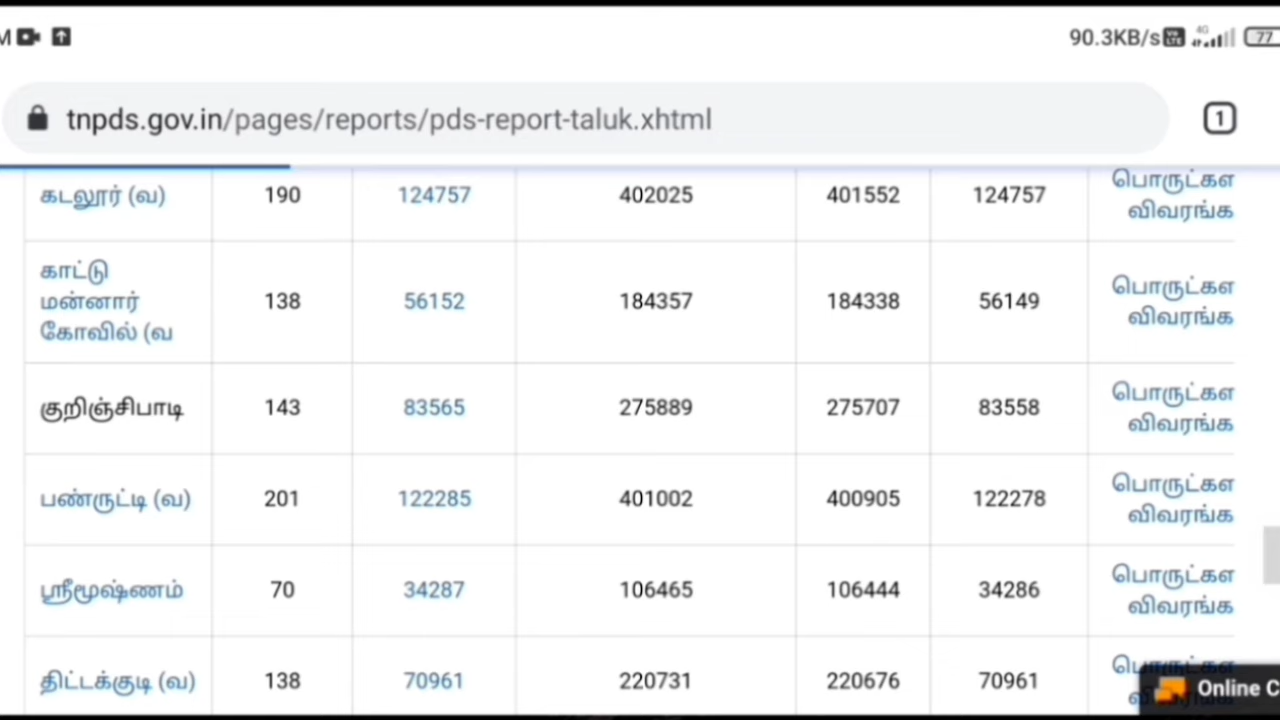 M
90.3KB/s 4G 77
tnpds.gov.in/pages/reports/pds-report-taluk.xhtml 1
கடலூர் (வ) 190 124757 402025 401552 124757 பொருட்கள
விவரங்க
காட்டு
மன்னார்
கோவில் (வ 138 56152 184357 184338 56149 பொருட்கள
விவரங்க
குறிஞ்சிபாடி 143 83565 275889 275707 83558 பொருட்கள
விவரங்க
பண்ருட்டி (வ) 201 122285 401002 400905 122278 பொருட்கள
விவரங்க
ஸ்ரீமூஷ்ணம் 70 34287 106465 106444 34286 பொருட்கள
விவரங்க
திட்டக்குடி (வ) 138 70961 220731 220676 70961 பொருட்கள
Online C